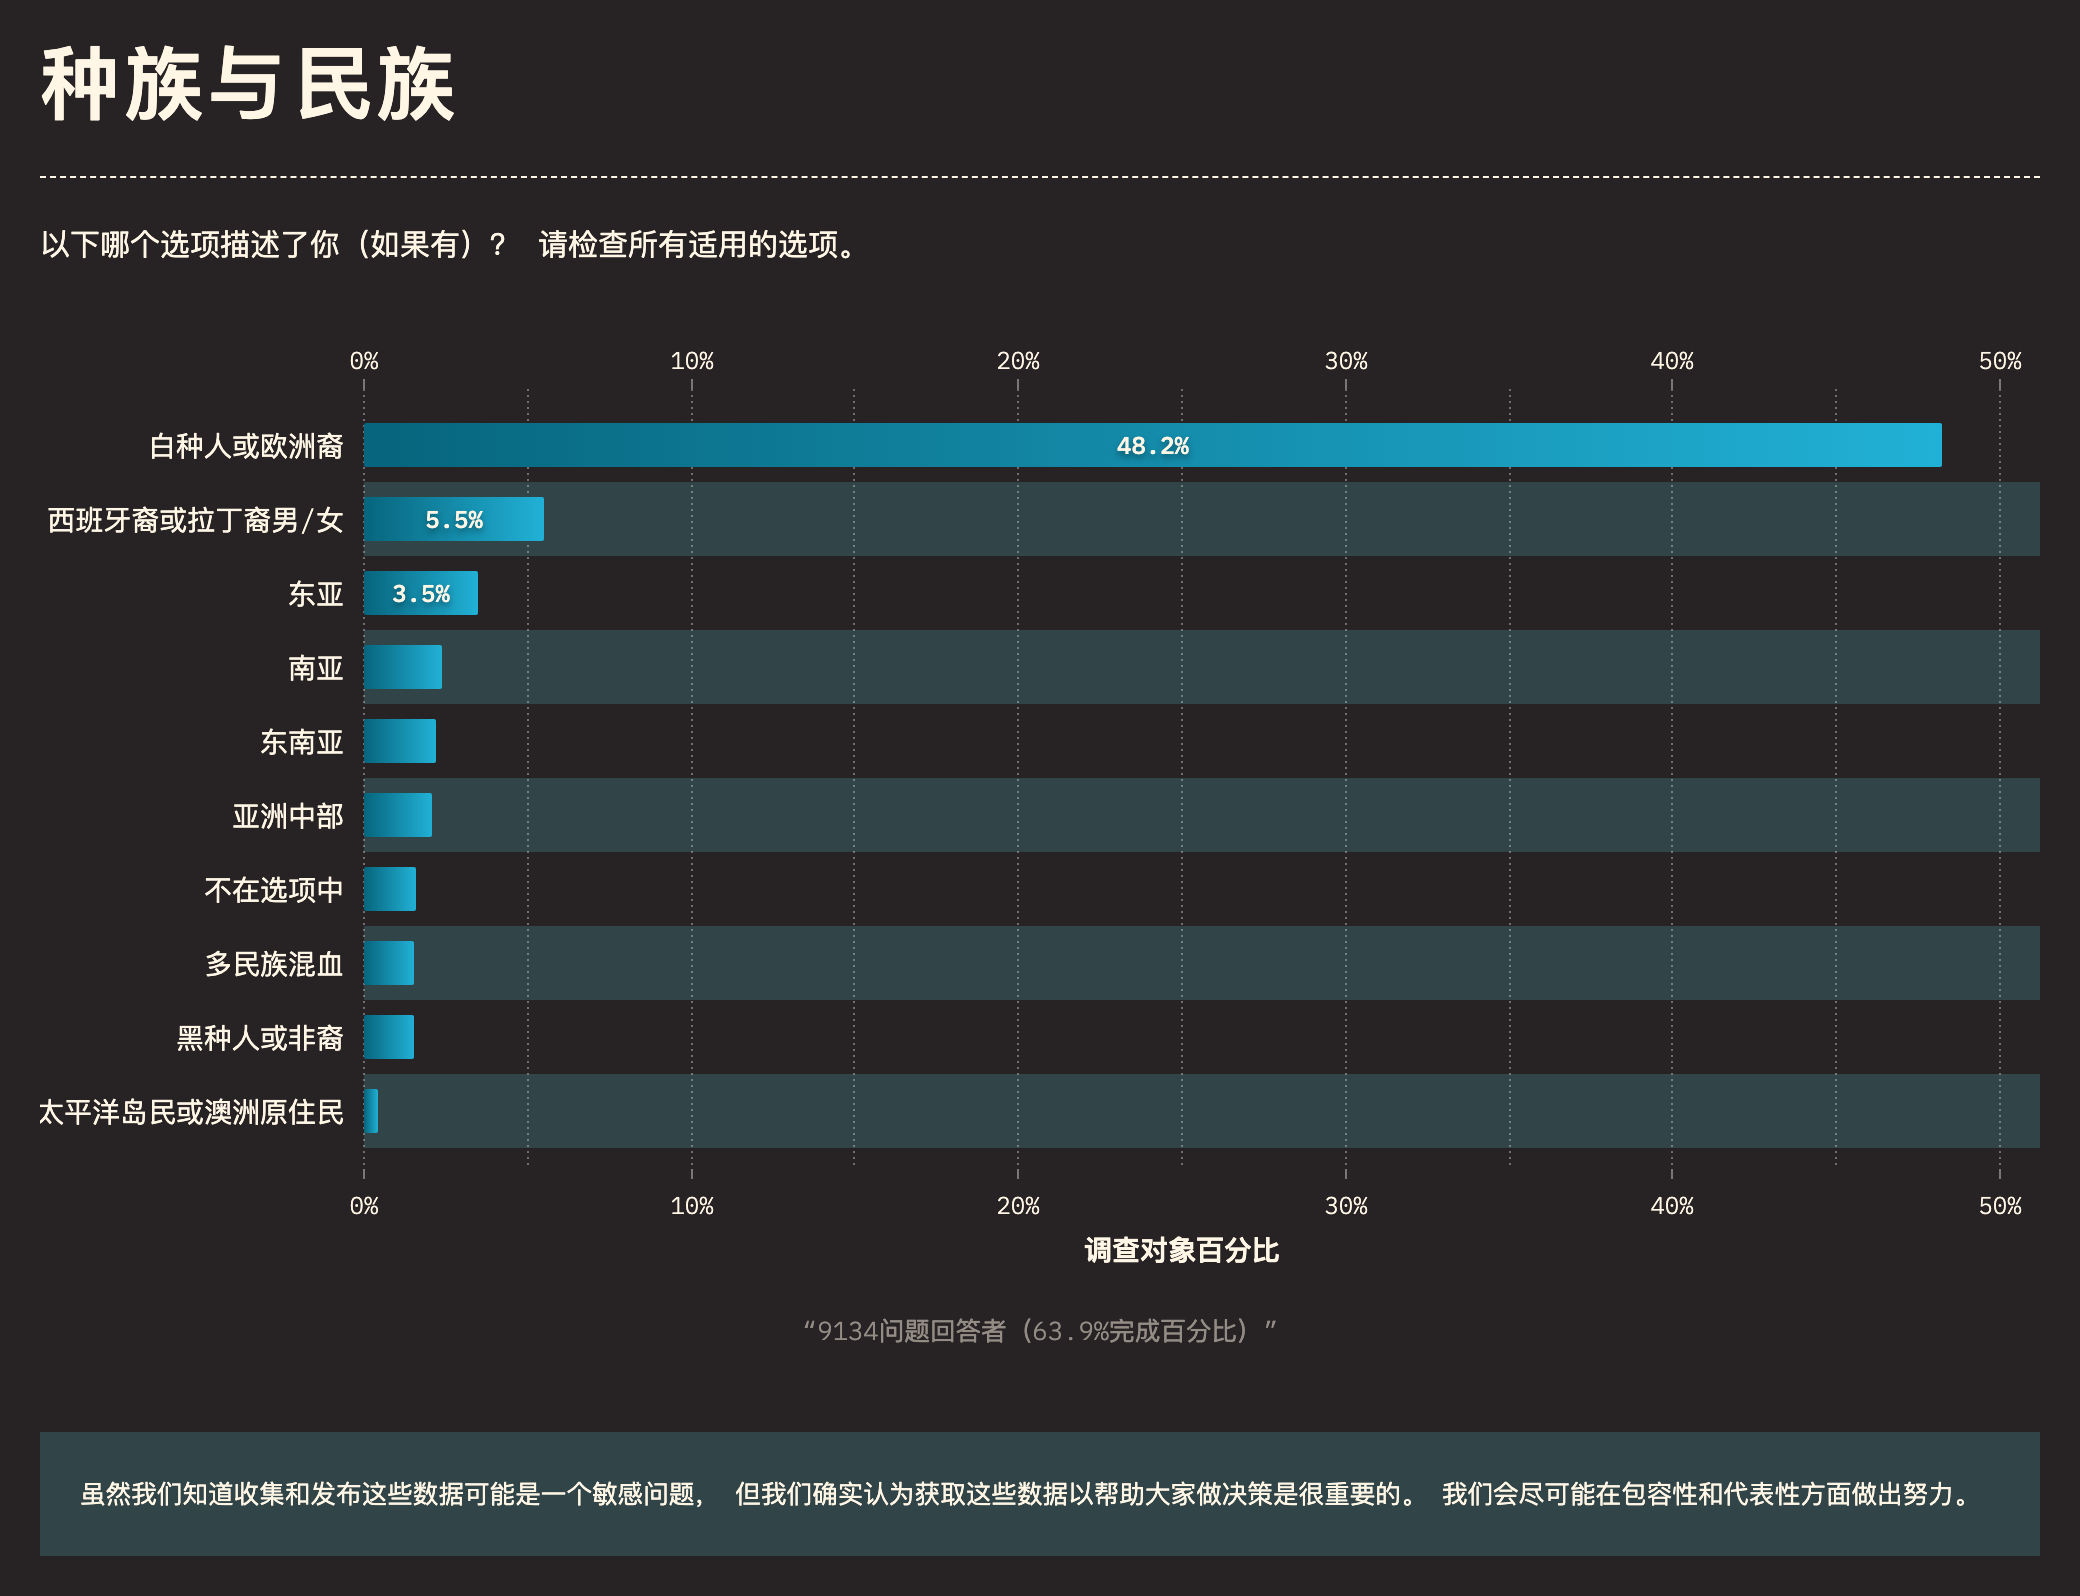 种族与民族
以下哪个选项描述了你（如果有）？ 请检查所有适用的选项。
0% 10% 20% 30% 40% 50%
白种人或欧洲裔 48.2%
西班牙裔或拉丁裔男/女 5.5%
东亚 3.5%
南亚
东南亚
亚洲中部
不在选项中
多民族混血
黑种人或非裔
太平洋岛民或澳洲原住民
0% 10% 20% 30% 40% 50%
调查对象百分比
“9134问题回答者（63.9%完成百分比）”
虽然我们知道收集和发布这些数据可能是一个敏感问题， 但我们确实认为获取这些数据以帮助大家做决策是很重要的。 我们会尽可能在包容性和代表性方面做出努力。